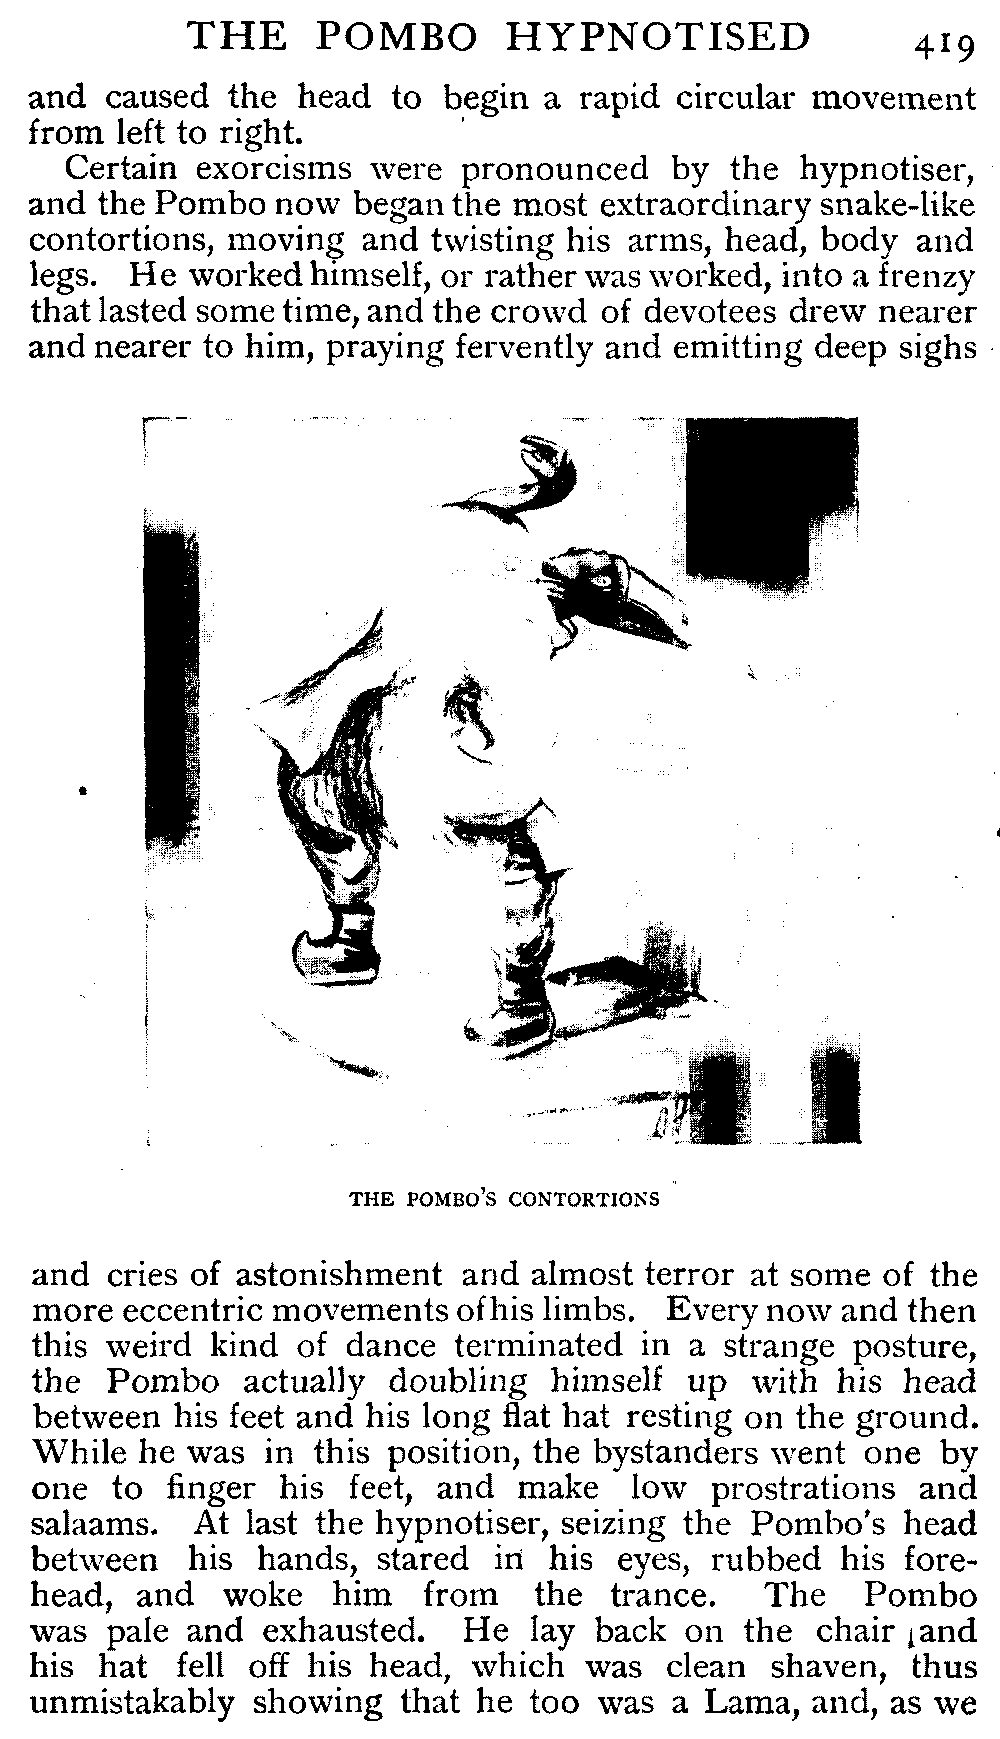 THE POMBO HYPNOTISED 419
and caused the head to begin a rapid circular movement
from left to right.
Certain exorcisms were pronounced by the hypnotiser,
and the Pombo now began the most extraordinary snake-like
contortions, moving and twisting his arms, head, body and
legs. He worked himself, or rather was worked, into a frenzy
that lasted some time, and the crowd of devotees drew nearer
and nearer to him, praying fervently and emitting deep sighs
THE POMBO'S CONTORTIONS
and cries of astonishment and almost terror at some of the
more eccentric movements of his limbs. Every now and then
this weird kind of dance terminated in a strange posture,
the Pombo actually doubling himself up with his head
between his feet and his long flat hat resting on the ground.
While he was in this position, the bystanders went one by
one to finger his feet, and make low prostrations and
salaams. At last the hypnotiser, seizing the Pombo's head
between his hands, stared in his eyes, rubbed his fore-
head, and woke him from the trance. The Pombo
was pale and exhausted. He lay back on the chair and
his hat fell off his head, which was clean shaven, thus
unmistakably showing that he too was a Lama, and, as we